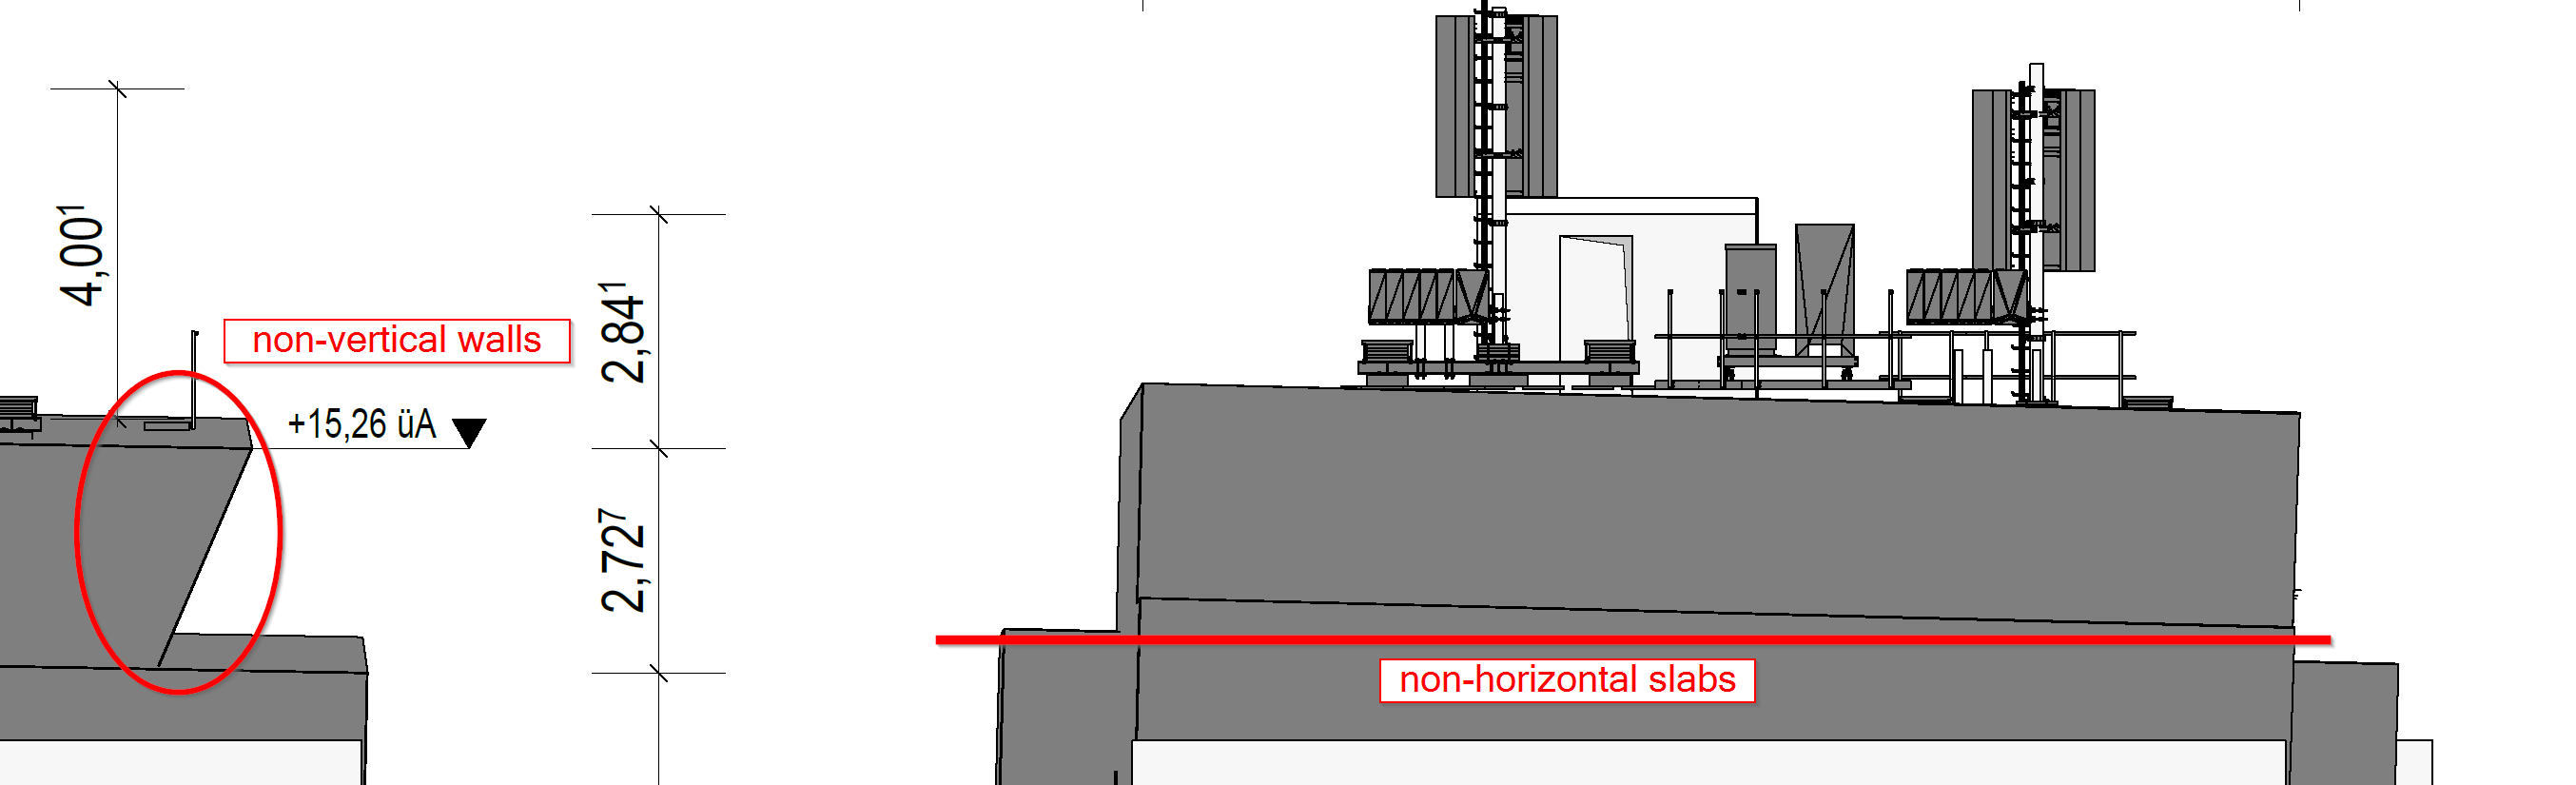 4,00¹
non-vertical walls
+15,26 üA
2,84¹
2,72⁷
non-horizontal slabs